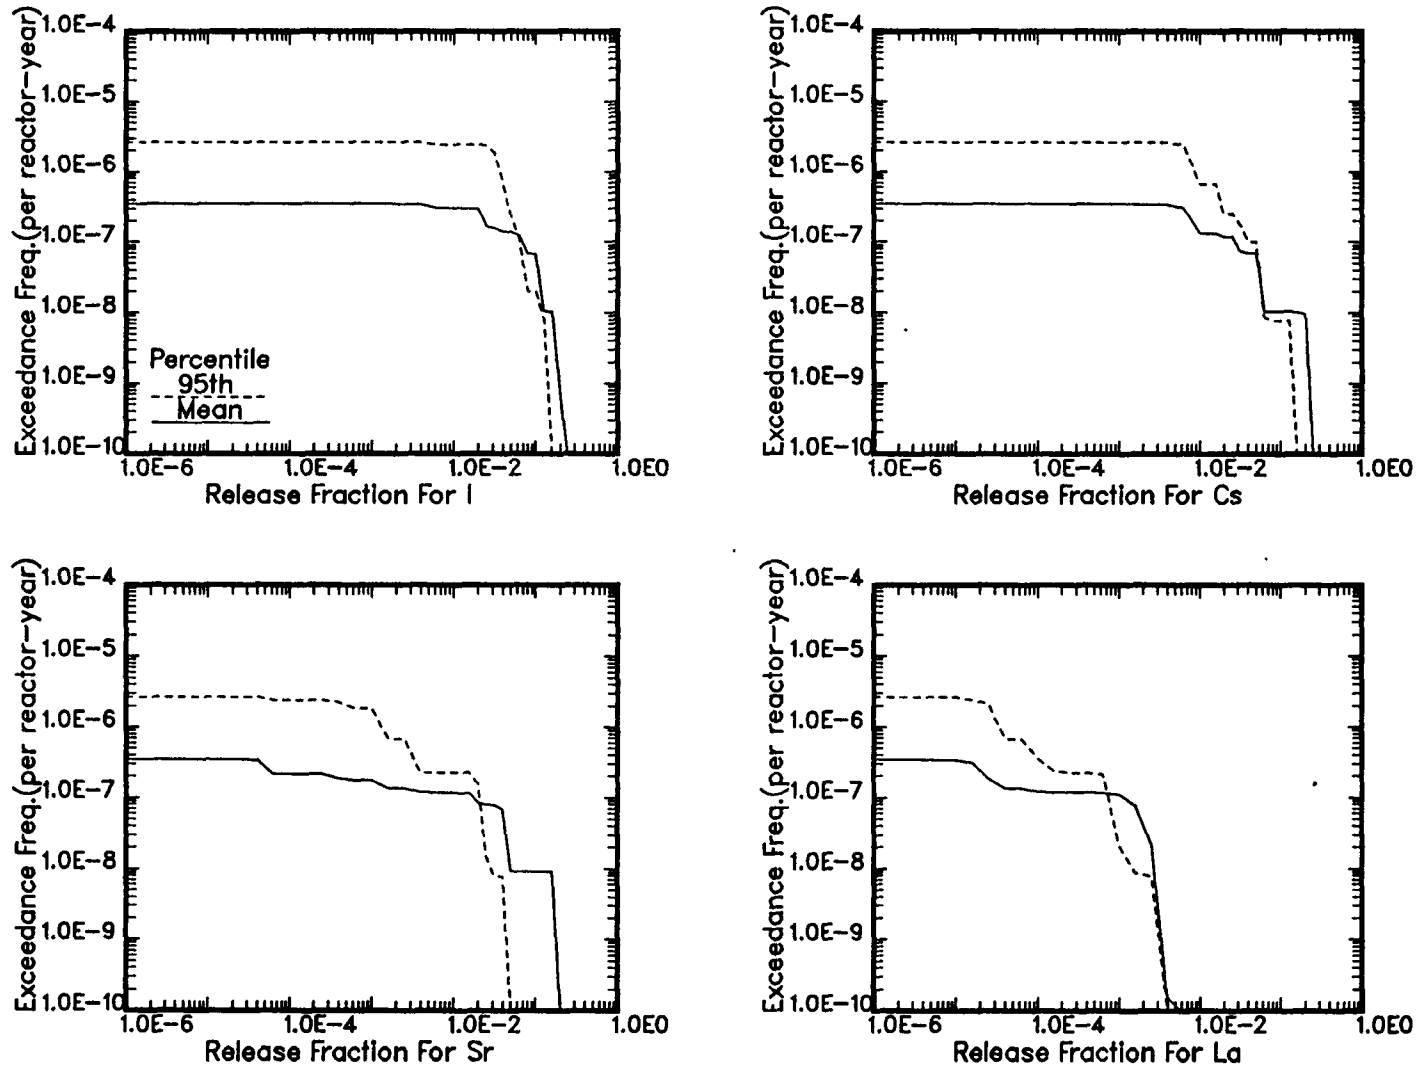 Exceedance Freq.(per reactor-year)
1.0E-4
1.0E-5
1.0E-6
1.0E-7
1.0E-8
1.0E-9
1.0E-10
Percentile
95th
Mean
1.0E-6
1.0E-4
1.0E-2
1.0E0
Release Fraction For I
Exceedance Freq.(per reactor-year)
1.0E-4
1.0E-5
1.0E-6
1.0E-7
1.0E-8
1.0E-9
1.0E-10
1.0E-6
1.0E-4
1.0E-2
1.0E0
Release Fraction For Cs
Exceedance Freq.(per reactor-year)
1.0E-4
1.0E-5
1.0E-6
1.0E-7
1.0E-8
1.0E-9
1.0E-10
1.0E-6
1.0E-4
1.0E-2
1.0E0
Release Fraction For Sr
Exceedance Freq.(per reactor-year)
1.0E-4
1.0E-5
1.0E-6
1.0E-7
1.0E-8
1.0E-9
1.0E-10
1.0E-6
1.0E-4
1.0E-2
1.0E0
Release Fraction For La